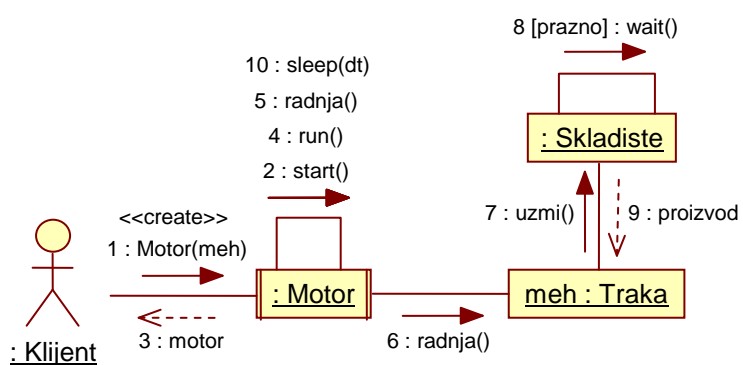 8 [prazno] : wait()
10 : sleep(dt)
5 : radnja()
4 : run()
2 : start()
: Skladiste
<<create>>
1 : Motor(meh)
7 : uzmi()
9 : proizvod
: Motor
meh : Traka
3 : motor
6 : radnja()
: Klijent